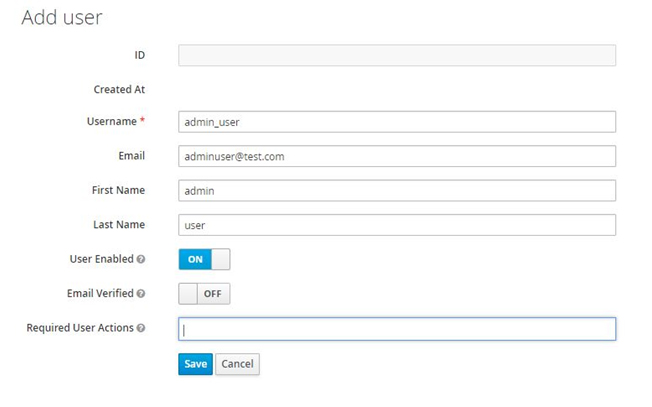 Add user
ID
Created At
Username * admin_user
Email adminuser@test.com
First Name admin
Last Name user
User Enabled ON
Email Verified OFF
Required User Actions
Save Cancel